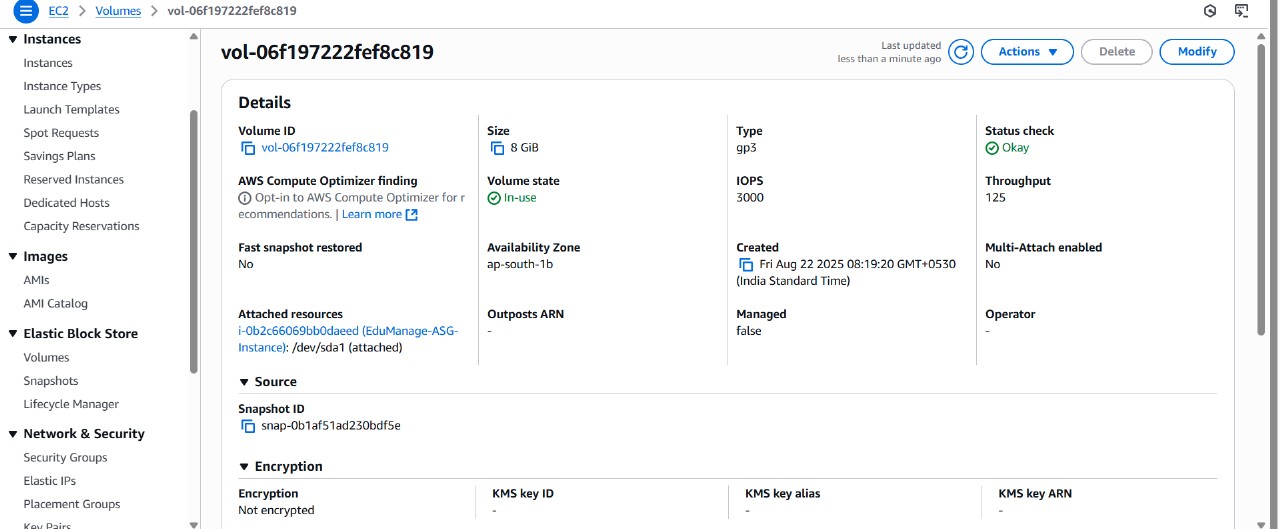 EC2 > Volumes > vol-06f197222fef8c819
Instances
Instances
Instance Types
Launch Templates
Spot Requests
Savings Plans
Reserved Instances
Dedicated Hosts
Capacity Reservations
Images
AMIs
AMI Catalog
Elastic Block Store
Volumes
Snapshots
Lifecycle Manager
Network & Security
Security Groups
Elastic IPs
Placement Groups
Key Pairs
vol-06f197222fef8c819
Last updated
less than a minute ago
Actions
Delete
Modify
Details
Volume ID
vol-06f197222fef8c819
Size
8 GiB
Type
gp3
Status check
Okay
AWS Compute Optimizer finding
Opt-in to AWS Compute Optimizer for r
ecommendations. | Learn more
Volume state
In-use
IOPS
3000
Throughput
125
Fast snapshot restored
No
Availability Zone
ap-south-1b
Created
Fri Aug 22 2025 08:19:20 GMT+0530
(India Standard Time)
Multi-Attach enabled
No
Attached resources
i-0b2c66069bb0daeed (EduManage-ASG-
Instance): /dev/sda1 (attached)
Outposts ARN
-
Managed
false
Operator
-
Source
Snapshot ID
snap-0b1af51ad230bdf5e
Encryption
Encryption
Not encrypted
KMS key ID
-
KMS key alias
-
KMS key ARN
-